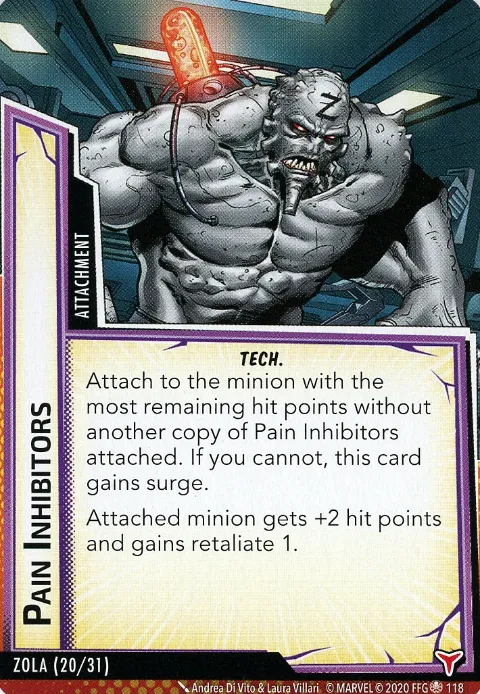 Z
ATTACHMENT
PAIN INHIBITORS
TECH.
Attach to the minion with the
most remaining hit points without
another copy of Pain Inhibitors
attached. If you cannot, this card
gains surge.
Attached minion gets +2 hit points
and gains retaliate 1.
ZOLA (20/31)
Andrea Di Vito & Laura Villari. © MARVEL © 2020 FFG 118